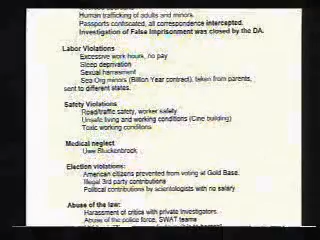 Human trafficking of adults and minors.
Passports confiscated, all correspondence intercepted.
Investigation of False Imprisonment was closed by the DA.
Labor Violations
Excessive work hours, no pay
Sleep deprivation
Sexual harrasment
Sea Org minors (Billion Year contract), taken from parents,
sent to different states.
Safety Violations
Road/traffic safety, worker safety
Unsafe living and working conditions (Cine building)
Toxic working conditions
Medical neglect
Uwe Stuckenbrock
Election violations:
American citizens prevented from voting at Gold Base.
Illegal 3rd party contributions
Political contributions by scientologists with no salary
Abuse of the law:
Harassment of critics with private investigators
Abuse of the police force, SWAT teams